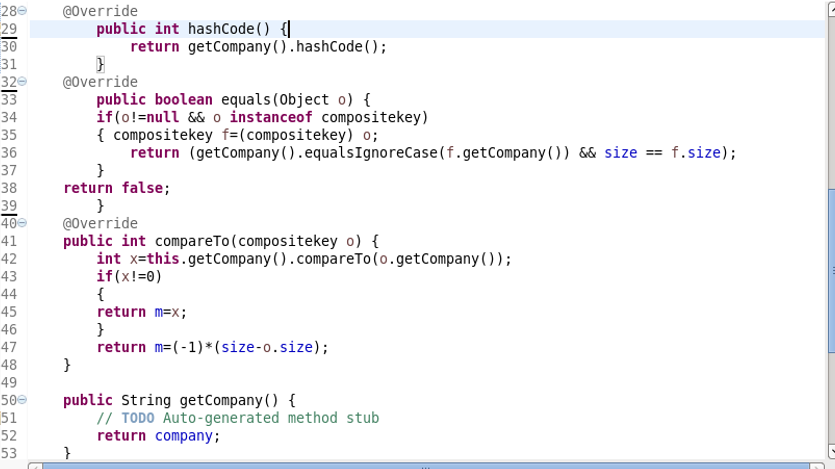 28 @Override
29 public int hashCode() {
30 return getCompany().hashCode();
31 }
32 @Override
33 public boolean equals(Object o) {
34 if(o!=null && o instanceof compositekey)
35 { compositekey f=(compositekey) o;
36 return (getCompany().equalsIgnoreCase(f.getCompany()) && size == f.size);
37 }
38 return false;
39 }
40 @Override
41 public int compareTo(compositekey o) {
42 int x=this.getCompany().compareTo(o.getCompany());
43 if(x!=0)
44 {
45 return m=x;
46 }
47 return m=(-1)*(size-o.size);
48 }
49
50 public String getCompany() {
51 // TODO Auto-generated method stub
52 return company;
53 }